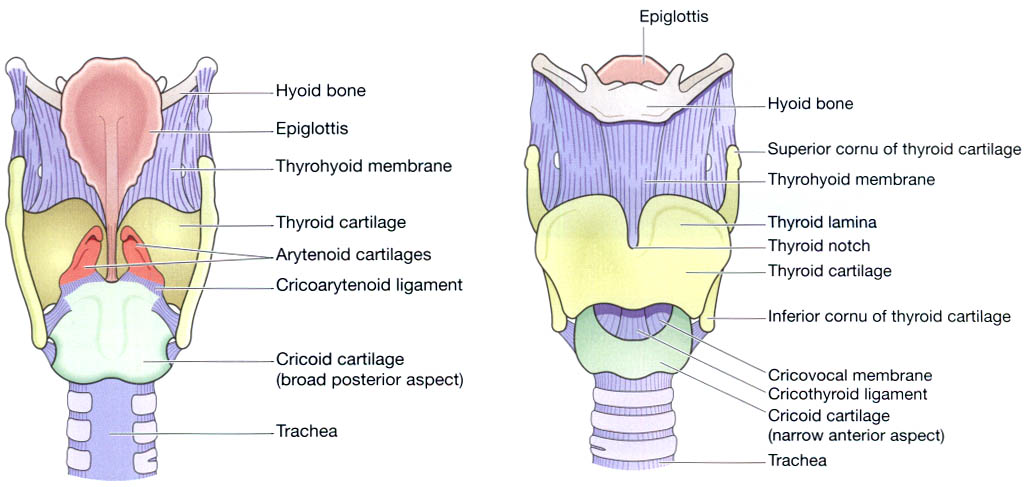 Hyoid bone
Epiglottis
Thyrohyoid membrane
Thyroid cartilage
Arytenoid cartilages
Cricoarytenoid ligament
Cricoid cartilage
(broad posterior aspect)
Trachea
Epiglottis
Hyoid bone
Superior cornu of thyroid cartilage
Thyrohyoid membrane
Thyroid lamina
Thyroid notch
Thyroid cartilage
Inferior cornu of thyroid cartilage
Cricovocal membrane
Cricothyroid ligament
Cricoid cartilage
(narrow anterior aspect)
Trachea